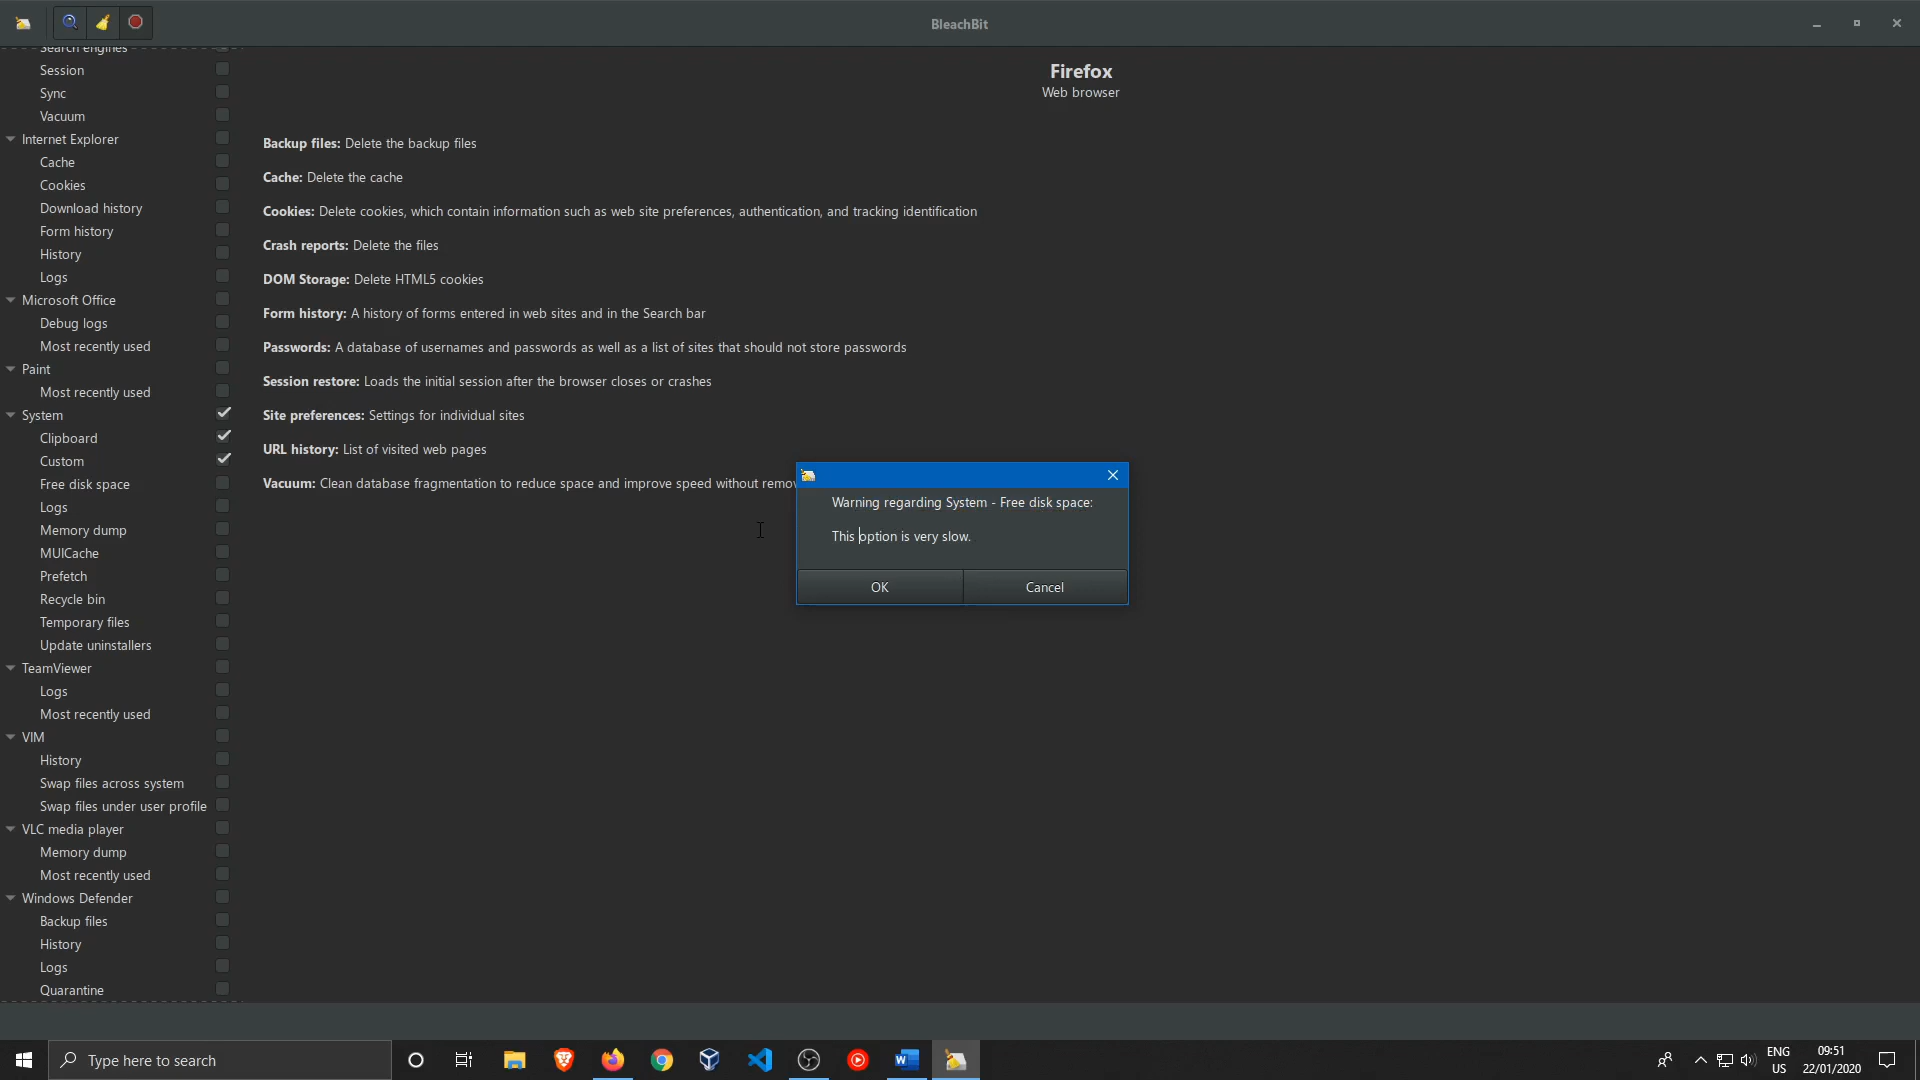 BleachBit
Search engines
Session
Sync
Vacuum
Internet Explorer
Cache
Cookies
Download history
Form history
History
Logs
Microsoft Office
Debug logs
Most recently used
Paint
Most recently used
System
Clipboard
Custom
Free disk space
Logs
Memory dump
MUICache
Prefetch
Recycle bin
Temporary files
Update uninstallers
TeamViewer
Logs
Most recently used
VIM
History
Swap files across system
Swap files under user profile
VLC media player
Memory dump
Most recently used
Windows Defender
Backup files
History
Logs
Quarantine
Firefox
Web browser
Backup files: Delete the backup files
Cache: Delete the cache
Cookies: Delete cookies, which contain information such as web site preferences, authentication, and tracking identification
Crash reports: Delete the files
DOM Storage: Delete HTML5 cookies
Form history: A history of forms entered in web sites and in the Search bar
Passwords: A database of usernames and passwords as well as a list of sites that should not store passwords
Session restore: Loads the initial session after the browser closes or crashes
Site preferences: Settings for individual sites
URL history: List of visited web pages
Vacuum: Clean database fragmentation to reduce space and improve speed without remov
Warning regarding System - Free disk space:
This option is very slow.
OK
Cancel
Type here to search
ENG
US
09:51
22/01/2020